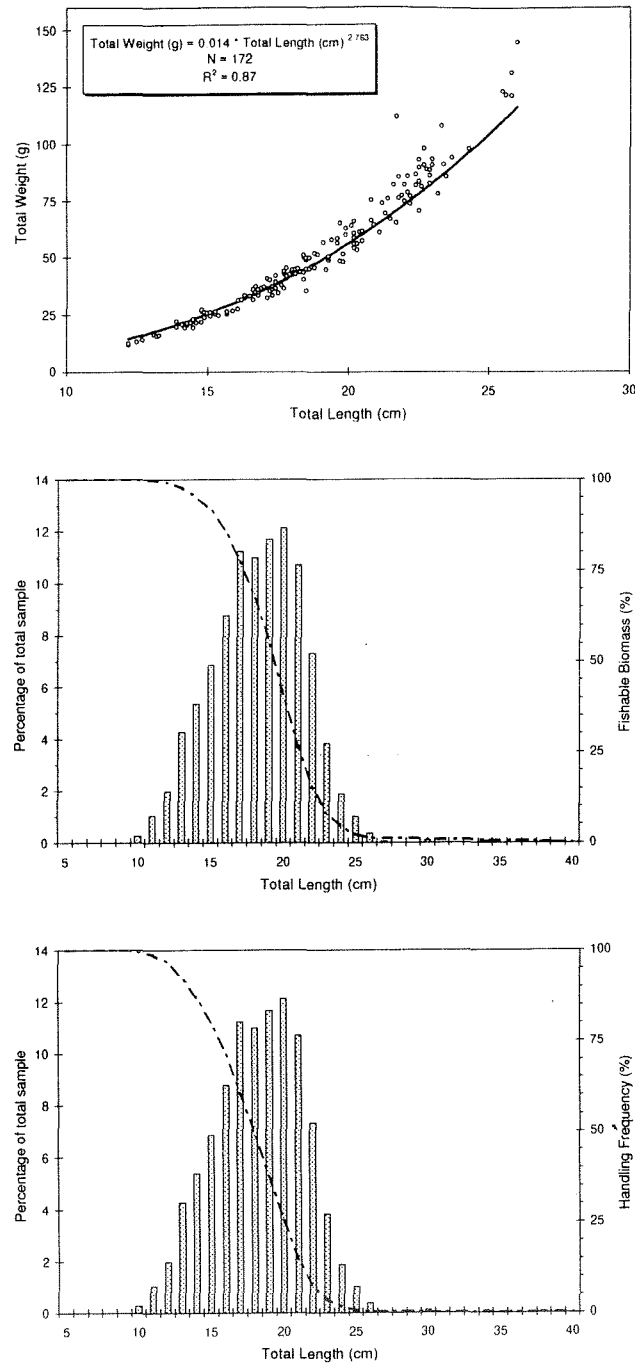 Total Weight (g) = 0.014 * Total Length (cm) 2.763
N = 172
R2 = 0.87
150
125
100
75
50
25
0
Total Weight (g)
10 15 20 25 30
Total Length (cm)
14
12
10
8
6
4
2
0
Percentage of total sample
100
75
50
25
0
Fishable Biomass (%)
5 10 15 20 25 30 35 40
Total Length (cm)
14
12
10
8
6
4
2
0
Percentage of total sample
100
75
50
25
0
Handling Frequency (%)
5 10 15 20 25 30 35 40
Total Length (cm)